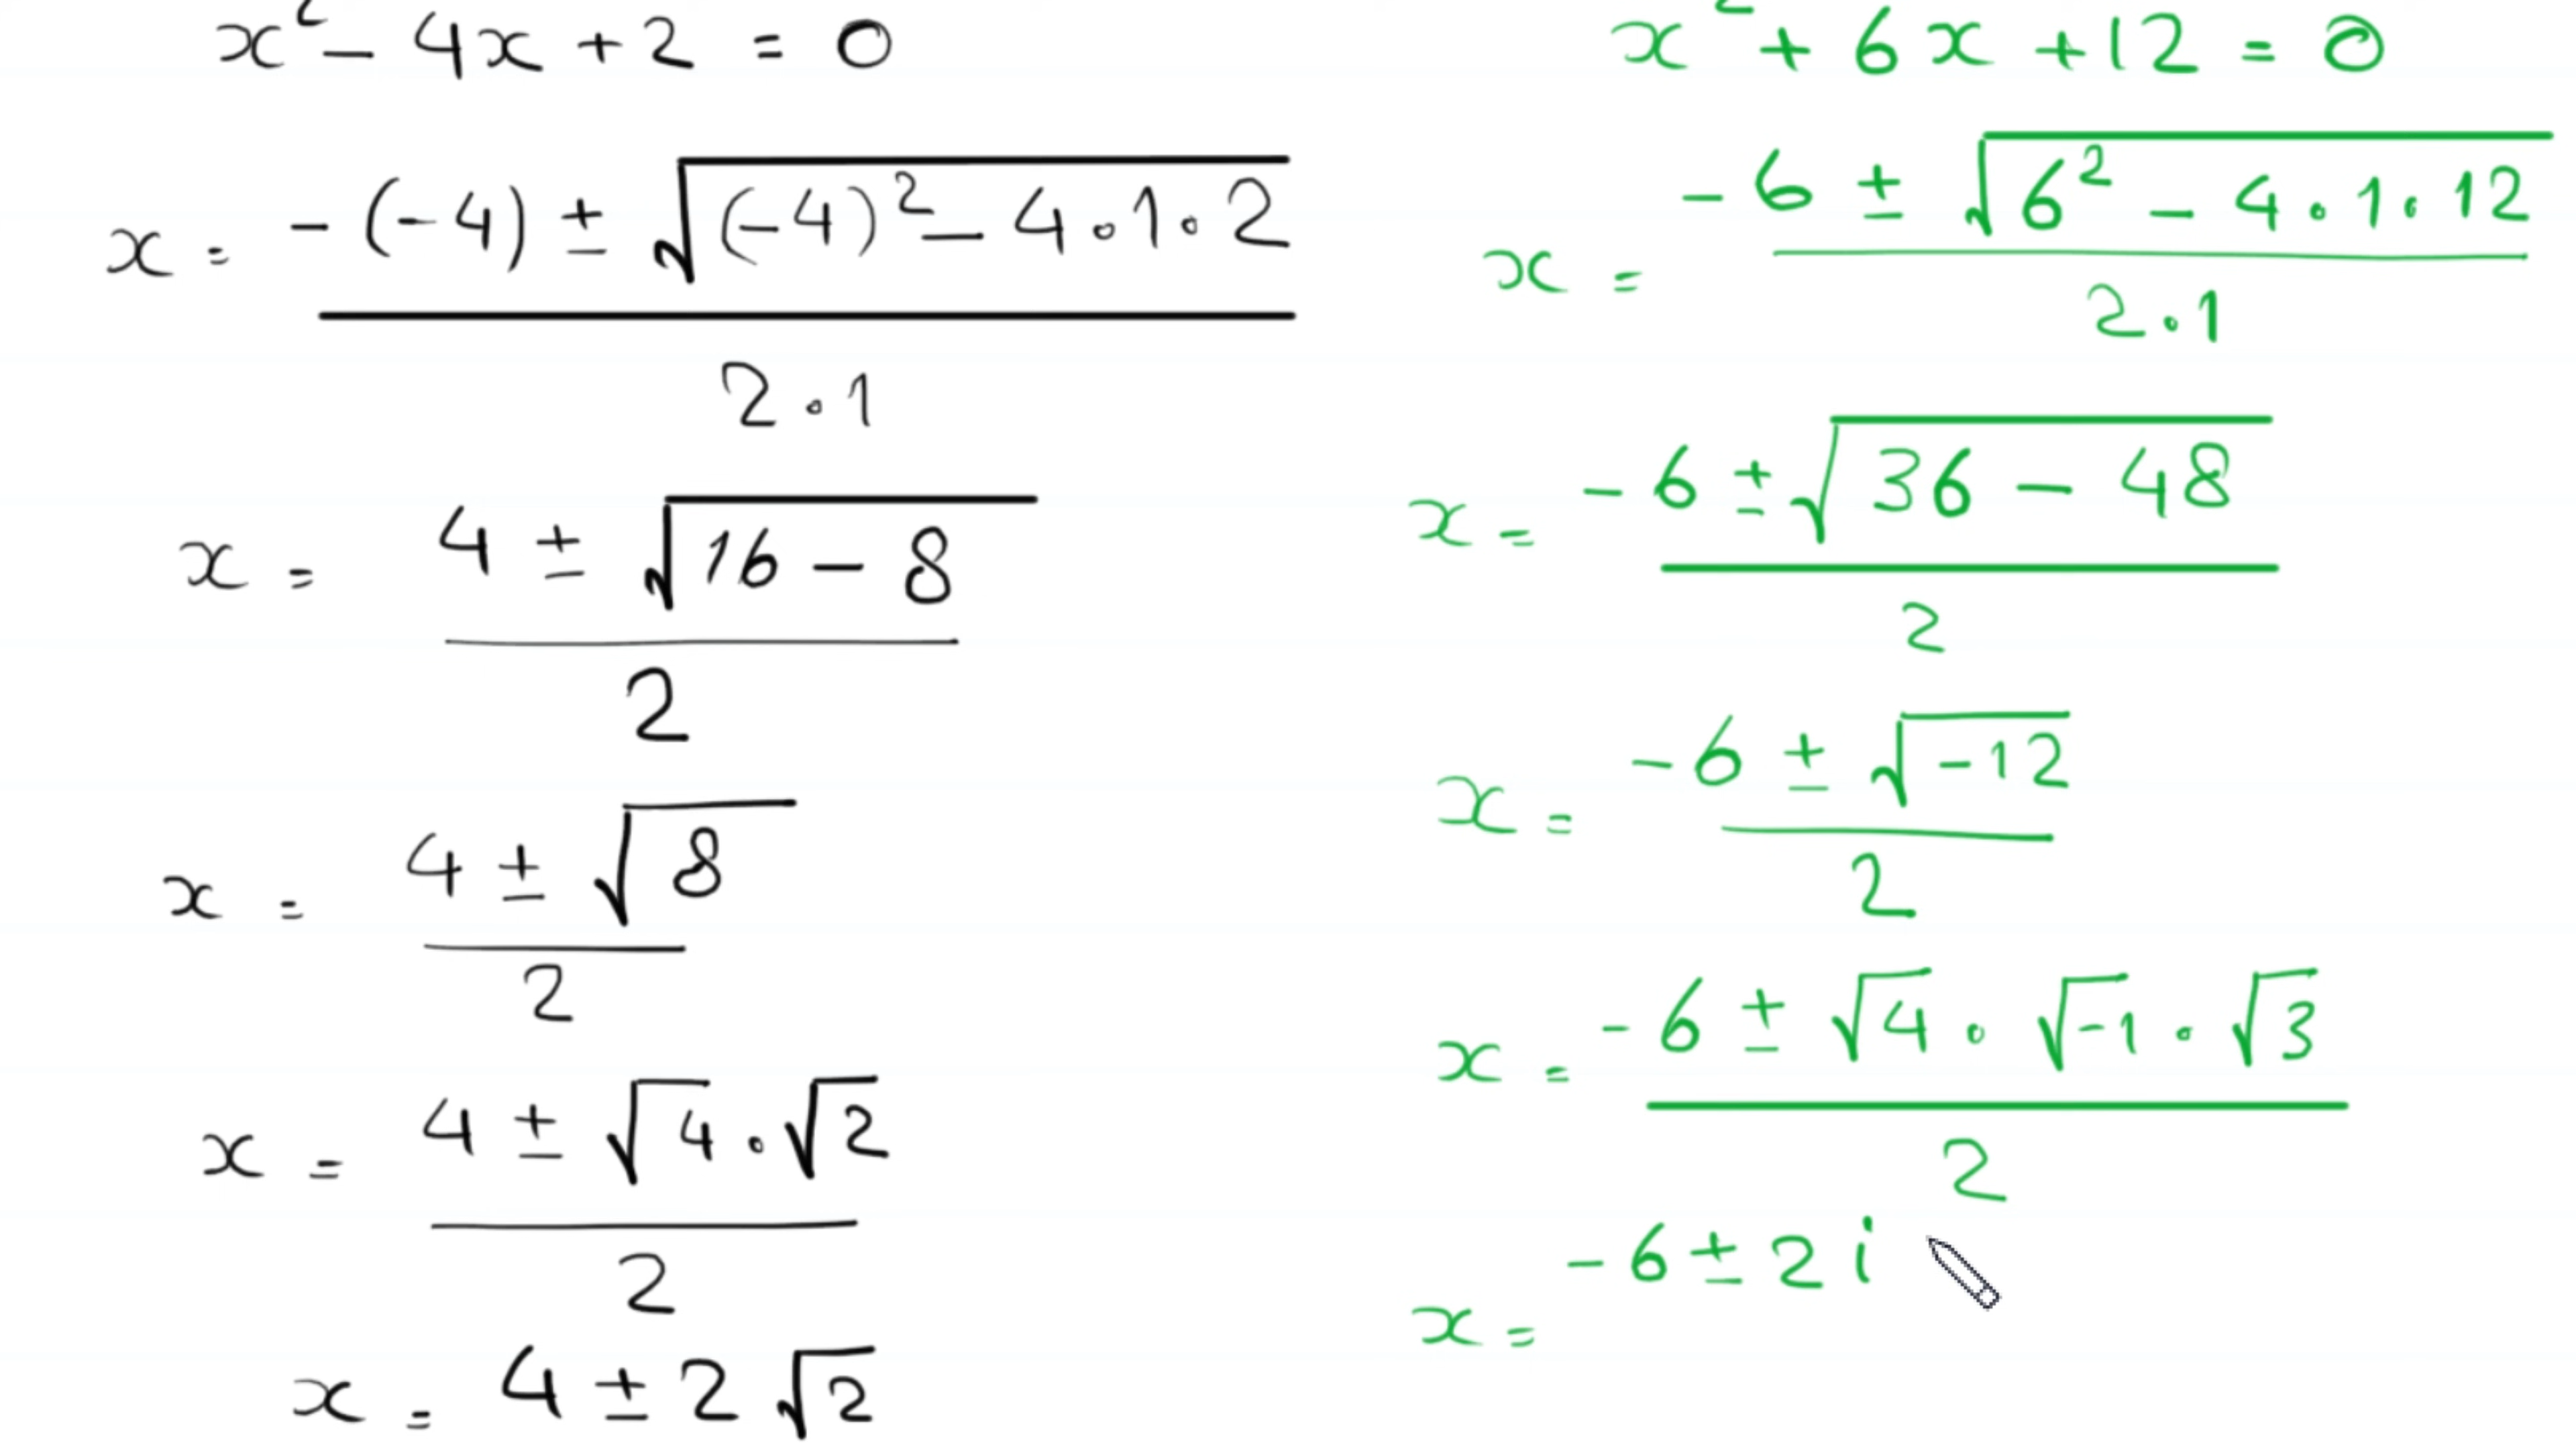 x² - 4x + 2 = 0
x = (-(-4) ± √((-4)² - 4·1·2)) / (2·1)
x = (4 ± √(16 - 8)) / 2
x = (4 ± √8) / 2
x = (4 ± √4 · √2) / 2
x = 4 ± 2√2
x² + 6x + 12 = 0
x = (-6 ± √(6² - 4·1·12)) / (2·1)
x = (-6 ± √(36 - 48)) / 2
x = (-6 ± √(-12)) / 2
x = (-6 ± √4 · √-1 · √3) / 2
x = -6 ± 2i